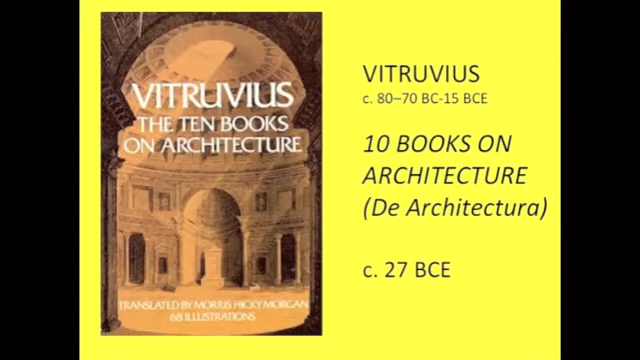 VITRUVIUS
THE TEN BOOKS
ON ARCHITECTURE
TRANSLATED BY MORRIS HICKY MORGAN
68 ILLUSTRATIONS
VITRUVIUS
c. 80–70 BC-15 BCE
10 BOOKS ON
ARCHITECTURE
(De Architectura)
c. 27 BCE